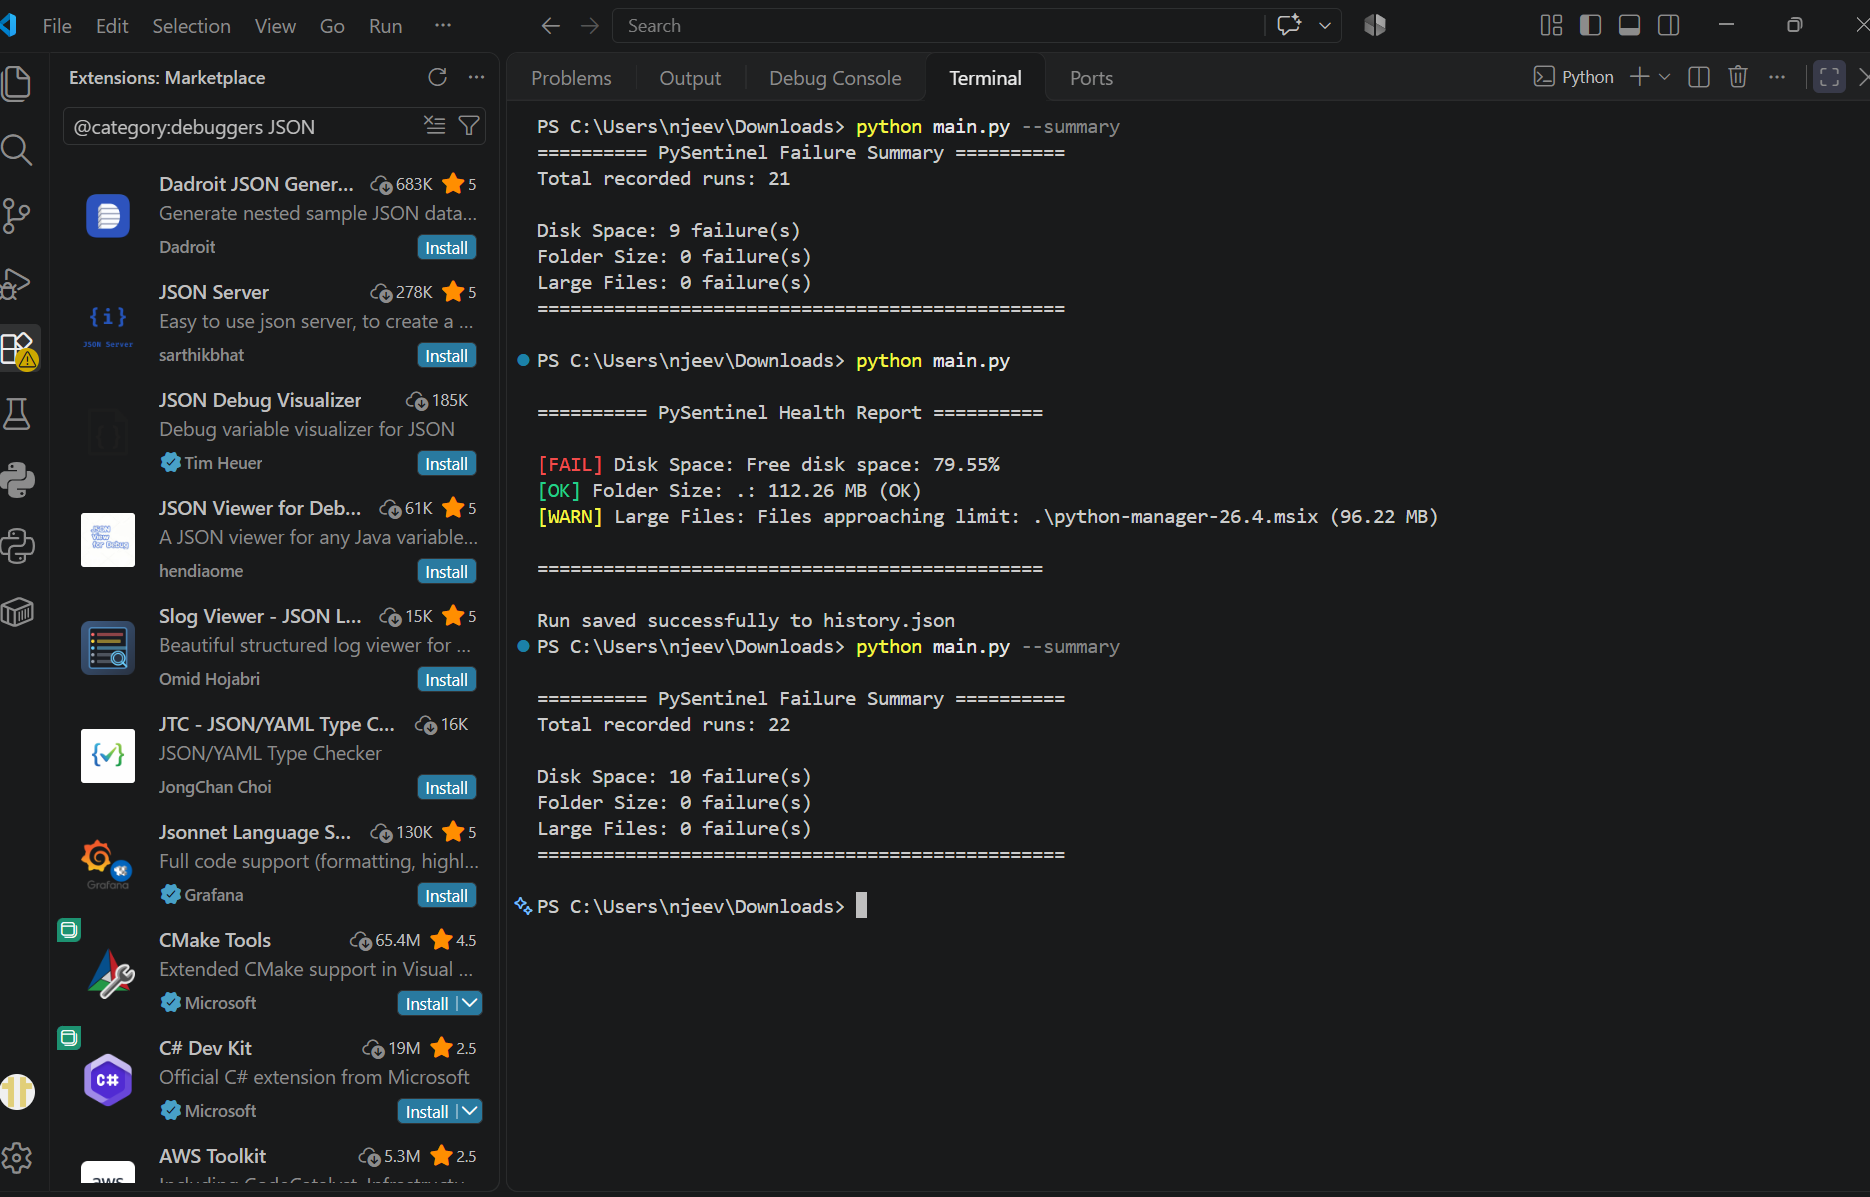 File Edit Selection View Go Run ···
Search
Extensions: Marketplace
@category:debuggers JSON
Dadroit JSON Gener... 683K 5
Generate nested sample JSON data...
Dadroit Install
{i}
JSON Server
JSON Server 278K 5
Easy to use json server, to create a ...
sarthikbhat Install
JSON Debug Visualizer 185K
Debug variable visualizer for JSON
Tim Heuer Install
JSON View for Debug
JSON Viewer for Deb... 61K 5
A JSON viewer for any Java variable...
hendiaome Install
Slog Viewer - JSON L... 15K 5
Beautiful structured log viewer for ...
Omid Hojabri Install
JTC - JSON/YAML Type C... 16K
JSON/YAML Type Checker
JongChan Choi Install
Jsonnet Language S... 130K 5
Full code support (formatting, highl...
Grafana
Grafana Install
CMake Tools 65.4M 4.5
Extended CMake support in Visual ...
Microsoft Install
C# Dev Kit 19M 2.5
C#
Official C# extension from Microsoft
Microsoft Install
AWS Toolkit 5.3M 2.5
aws
Including CodeCatalyst, Infrastructu
Problems Output Debug Console Terminal Ports
Python
PS C:\Users\njeev\Downloads> python main.py --summary
========== PySentinel Failure Summary ==========
Total recorded runs: 21
Disk Space: 9 failure(s)
Folder Size: 0 failure(s)
Large Files: 0 failure(s)
================================================
PS C:\Users\njeev\Downloads> python main.py
========== PySentinel Health Report ==========
[FAIL] Disk Space: Free disk space: 79.55%
[OK] Folder Size: .: 112.26 MB (OK)
[WARN] Large Files: Files approaching limit: .\python-manager-26.4.msix (96.22 MB)
==============================================
Run saved successfully to history.json
PS C:\Users\njeev\Downloads> python main.py --summary
========== PySentinel Failure Summary ==========
Total recorded runs: 22
Disk Space: 10 failure(s)
Folder Size: 0 failure(s)
Large Files: 0 failure(s)
================================================
PS C:\Users\njeev\Downloads>